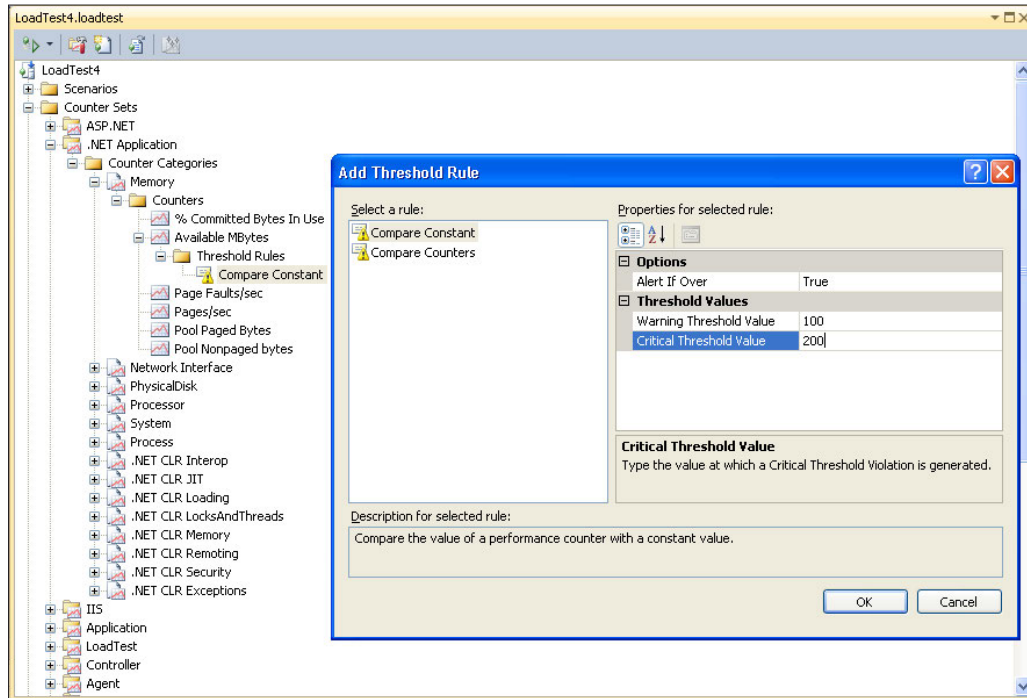 LoadTest4.loadtest
LoadTest4
Scenarios
Counter Sets
ASP.NET
.NET Application
Counter Categories
Memory
Counters
% Committed Bytes In Use
Available MBytes
Threshold Rules
Compare Constant
Page Faults/sec
Pages/sec
Pool Paged Bytes
Pool Nonpaged bytes
Network Interface
PhysicalDisk
Processor
System
Process
.NET CLR Interop
.NET CLR JIT
.NET CLR Loading
.NET CLR LocksAndThreads
.NET CLR Memory
.NET CLR Remoting
.NET CLR Security
.NET CLR Exceptions
IIS
Application
LoadTest
Controller
Agent
Add Threshold Rule
Select a rule:
Compare Constant
Compare Counters
Properties for selected rule:
Options
Alert If Over True
Threshold Values
Warning Threshold Value 100
Critical Threshold Value 200
Critical Threshold Value
Type the value at which a Critical Threshold Violation is generated.
Description for selected rule:
Compare the value of a performance counter with a constant value.
OK Cancel